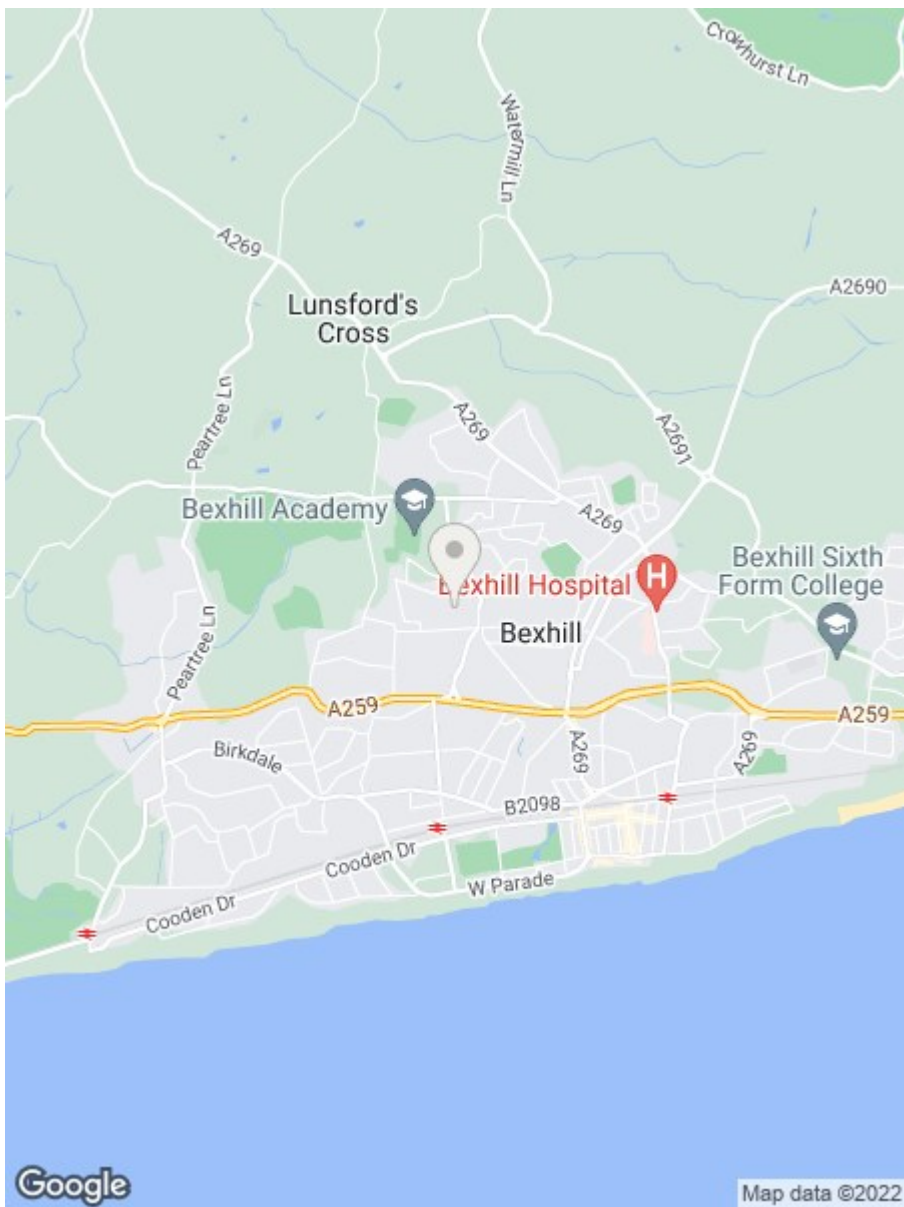 Crowhurst Ln
Watermill Ln
A269
A2690
Lunsford's
Cross
Peartree Ln
A269
A2691
Bexhill Academy
A269
Bexhill Sixth
Form College
Bexhill Hospital
H
Bexhill
Peartree Ln
A259
A259
Birkdale
A269
A269
B2098
Cooden Dr
W Parade
Cooden Dr
Google
Map data ©2022